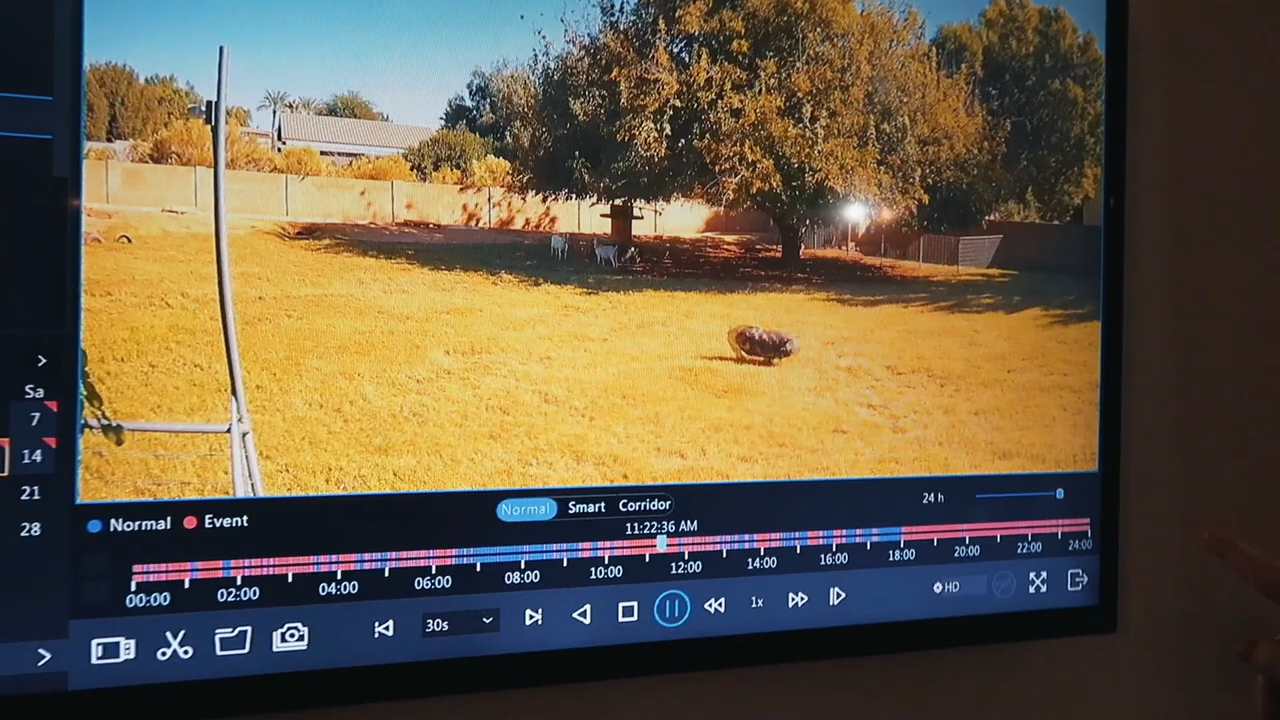 Sa
7
14
21
28
Normal Event
Normal Smart Corridor
24 h
11:22:36 AM
00:00 02:00 04:00 06:00 08:00 10:00 12:00 14:00 16:00 18:00 20:00 22:00 24:00
30s
1x
HD